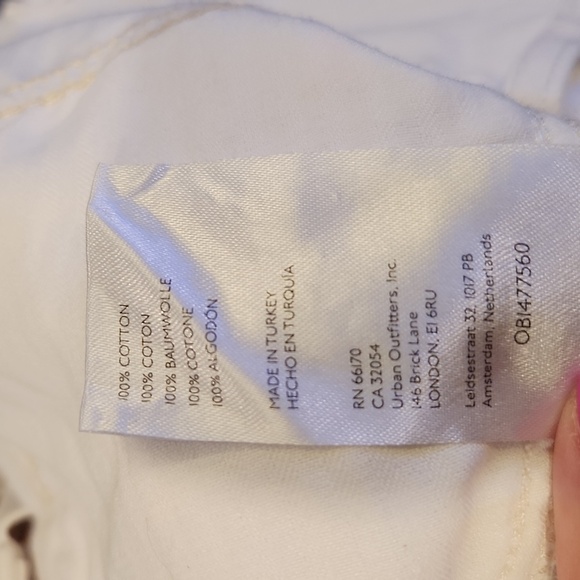 100% COTTON
100% COTON
100% BAUMWOLLE
100% COTONE
100% ALGODÓN
MADE IN TURKEY
HECHO EN TURQUÍA
RN 66170
CA 32054
Urban Outfitters, Inc.
146 Brick Lane
LONDON, E1 6RU
Leidsestraat 32, 1017 PB
Amsterdam, Netherlands
OB1477560